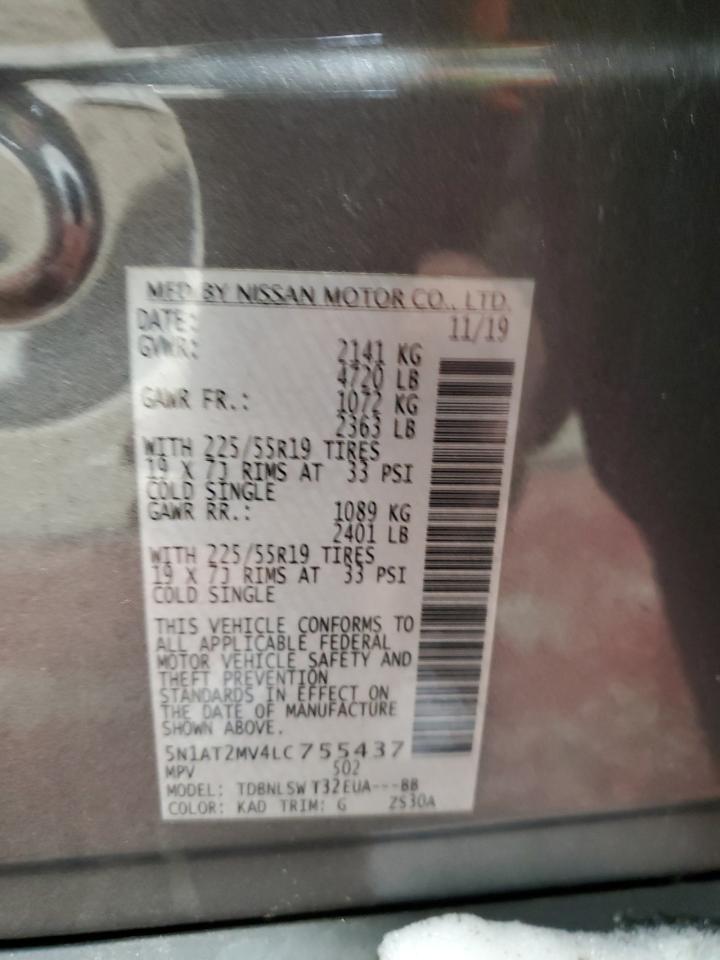 MFD BY NISSAN MOTOR CO., LTD.
DATE: 11/19
GVWR: 2141 KG
4720 LB
GAWR FR.: 1072 KG
2363 LB
WITH 225/55R19 TIRES
19 X 7J RIMS AT 33 PSI
COLD SINGLE
GAWR RR.: 1089 KG
2401 LB
WITH 225/55R19 TIRES
19 X 7J RIMS AT 33 PSI
COLD SINGLE
THIS VEHICLE CONFORMS TO
ALL APPLICABLE FEDERAL
MOTOR VEHICLE SAFETY AND
THEFT PREVENTION
STANDARDS IN EFFECT ON
THE DATE OF MANUFACTURE
SHOWN ABOVE.
5N1AT2MV4LC755437
MPV 502
MODEL: TDBNLSW T32EUA---BB
COLOR: KAD TRIM: G ZS30A